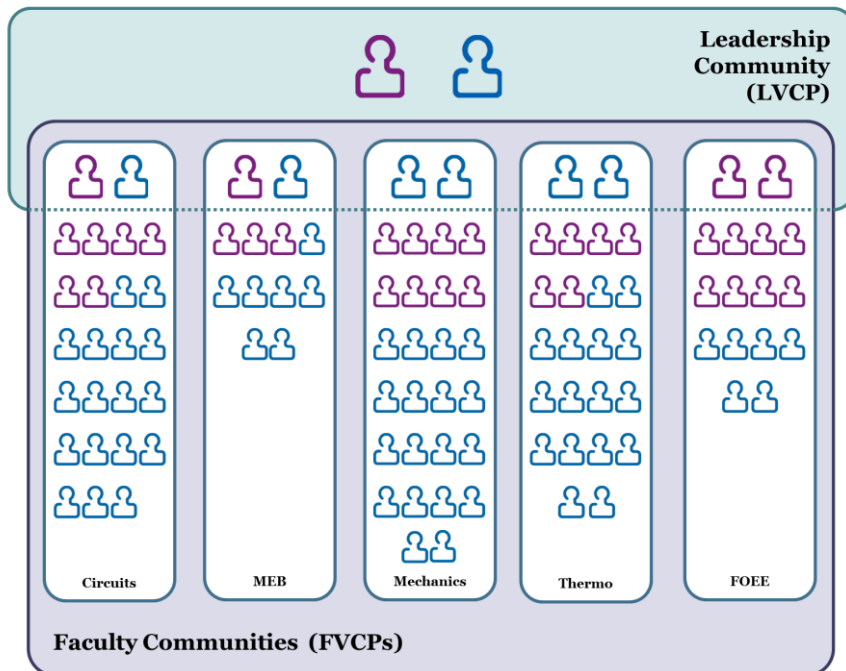 Leadership
Community
(LVCP)
Circuits
MEB
Mechanics
Thermo
FOEE
Faculty Communities (FVCPs)